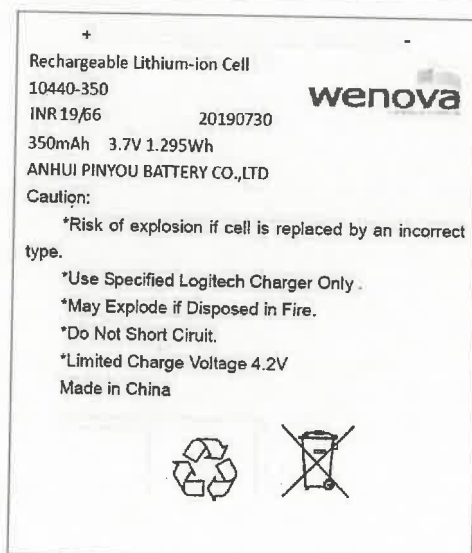 + -
Rechargeable Lithium-ion Cell
10440-350
wenova
INR 19/66 20190730
350mAh 3.7V 1.295Wh
ANHUI PINYOU BATTERY CO.,LTD
Caution:
*Risk of explosion if cell is replaced by an incorrect
type.
*Use Specified Logitech Charger Only .
*May Explode if Disposed in Fire.
*Do Not Short Ciruit.
*Limited Charge Voltage 4.2V
Made in China